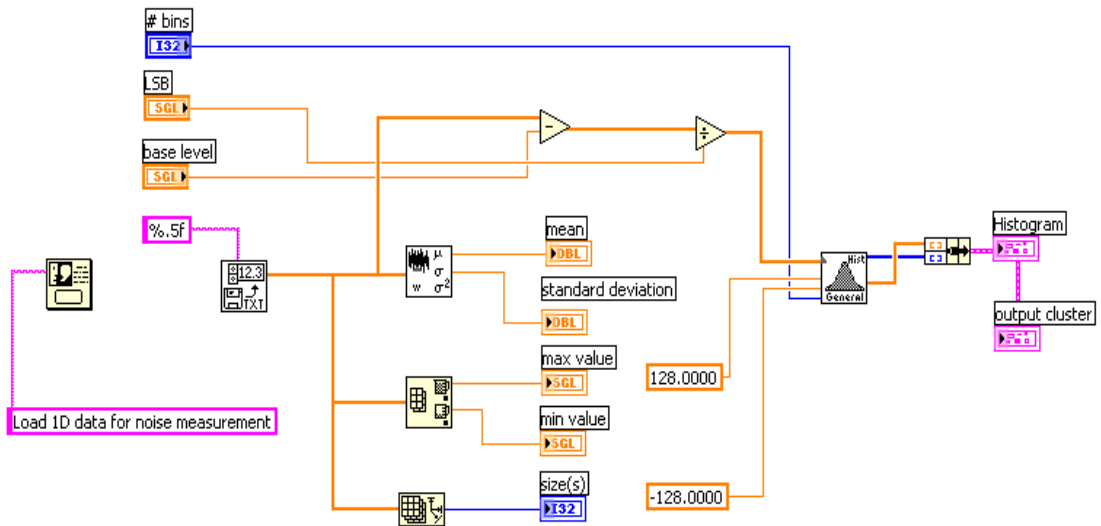 # bins
I32
LSB
SGL
base level
SGL
%.5f
12.3
TXT
Load 1D data for noise measurement
μ
σ
w σ²
mean
DBL
standard deviation
DBL
max value
SGL
min value
SGL
size(s)
I32
128.0000
-128.0000
Hist
General
Histogram
output cluster